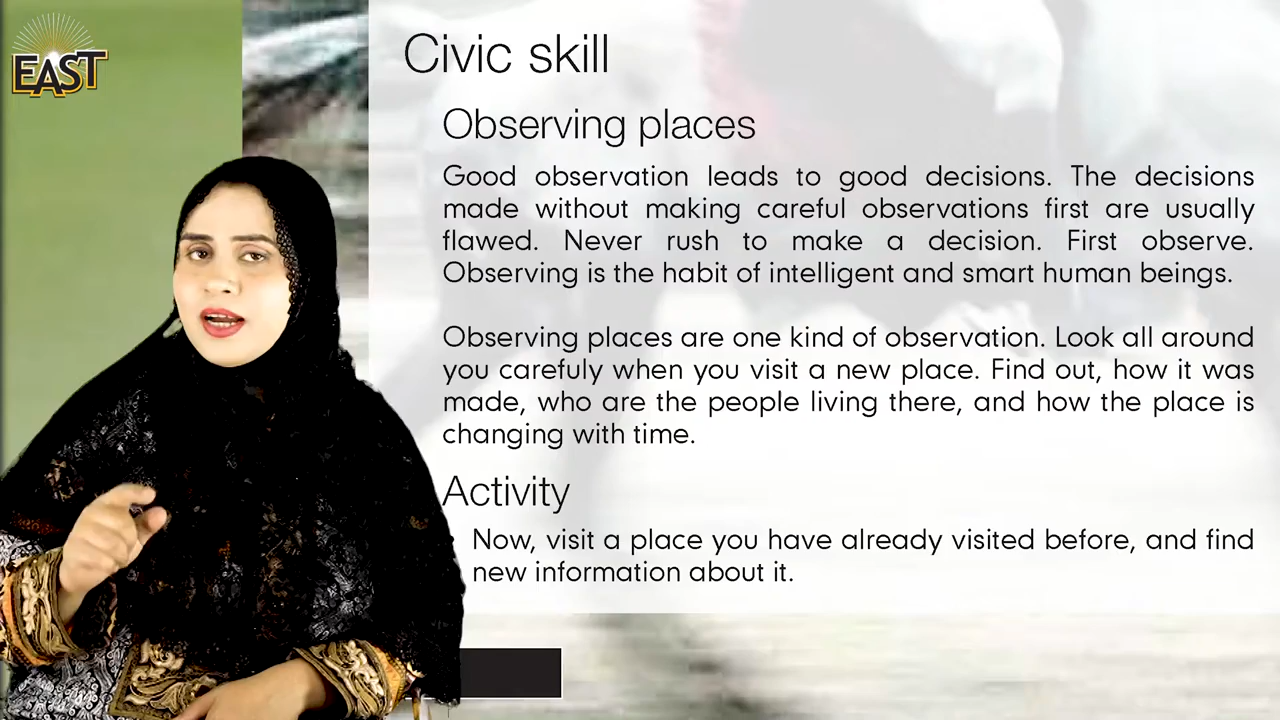 EAST
Civic skill
Observing places
Good observation leads to good decisions. The decisions
made without making careful observations first are usually
flawed. Never rush to make a decision. First observe.
Observing is the habit of intelligent and smart human beings.
Observing places are one kind of observation. Look all around
you carefuly when you visit a new place. Find out, how it was
made, who are the people living there, and how the place is
changing with time.
Activity
Now, visit a place you have already visited before, and find
new information about it.